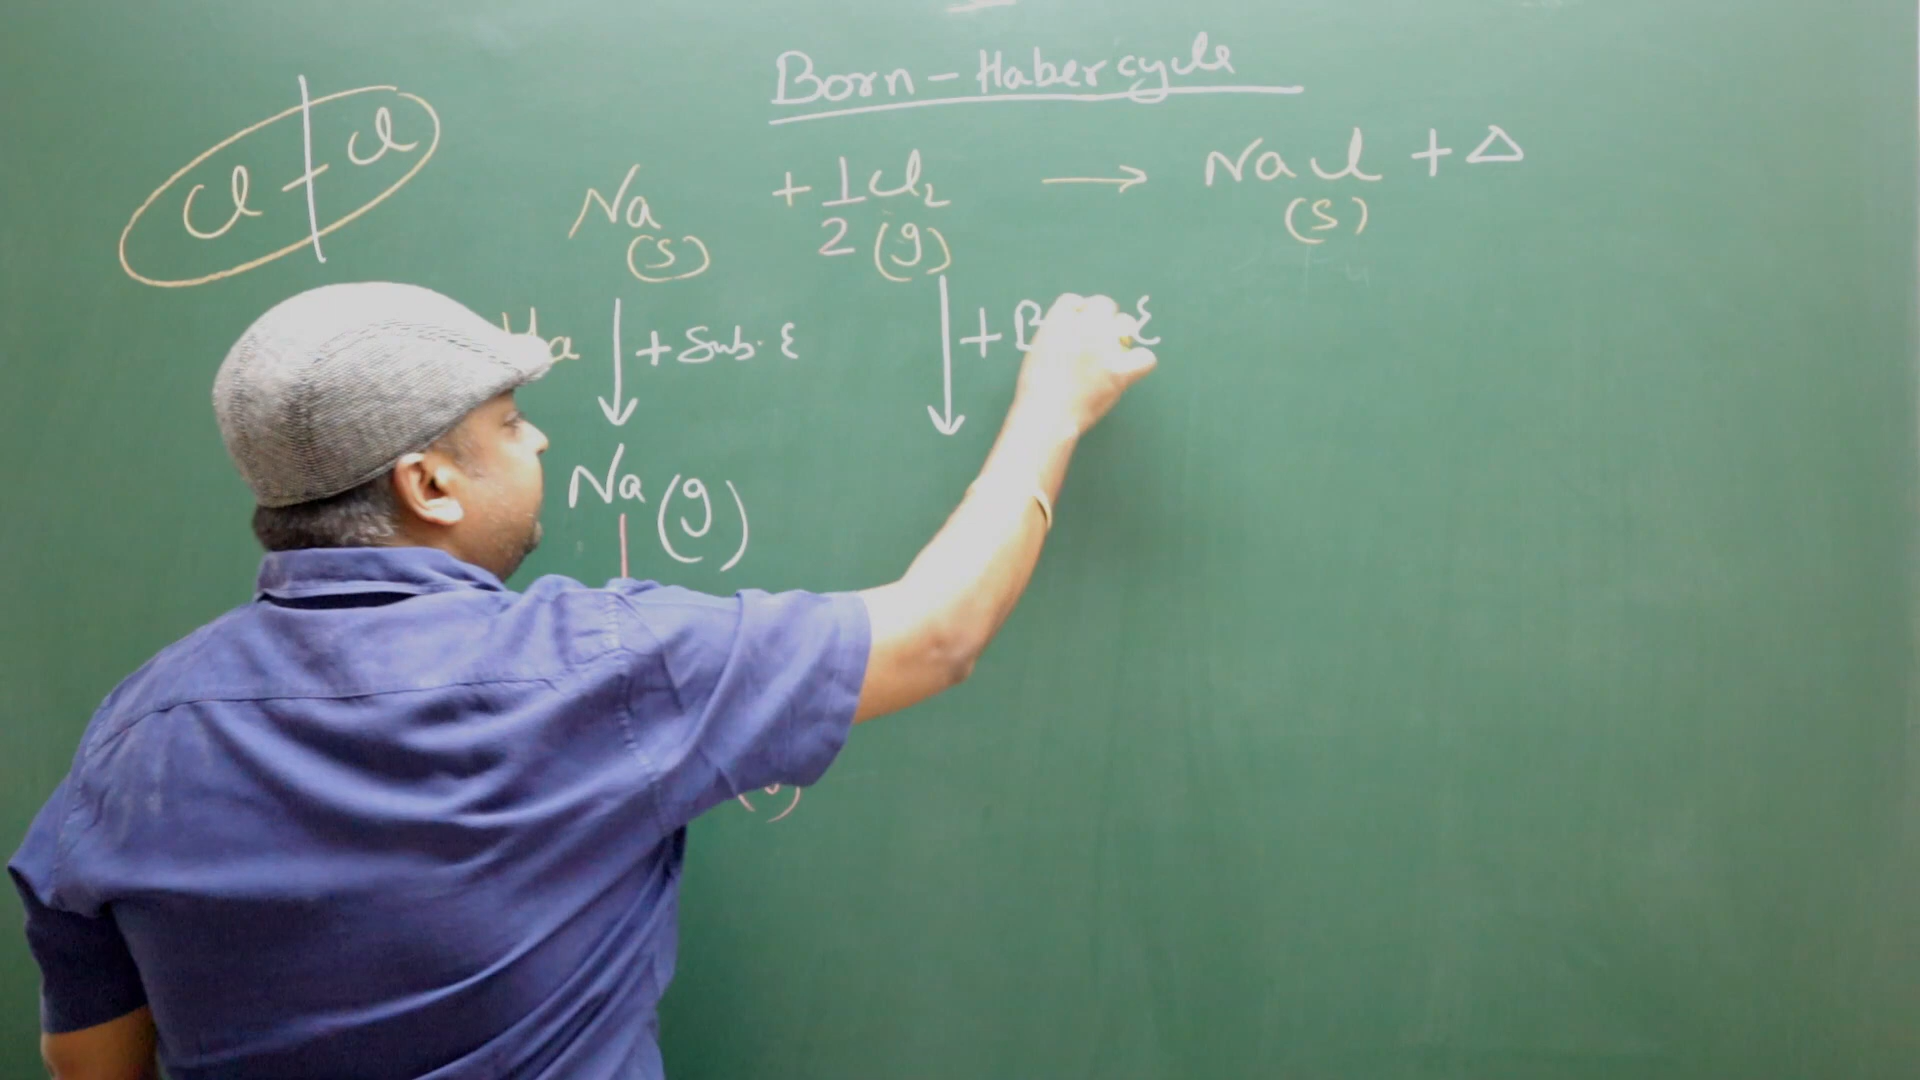 Born - Haber cycle
Cl - Cl
Na + 1/2 Cl₂ → NaCl + Δ
(s) (g) (s)
+ Sub. ε
+ B ε
Na (g)